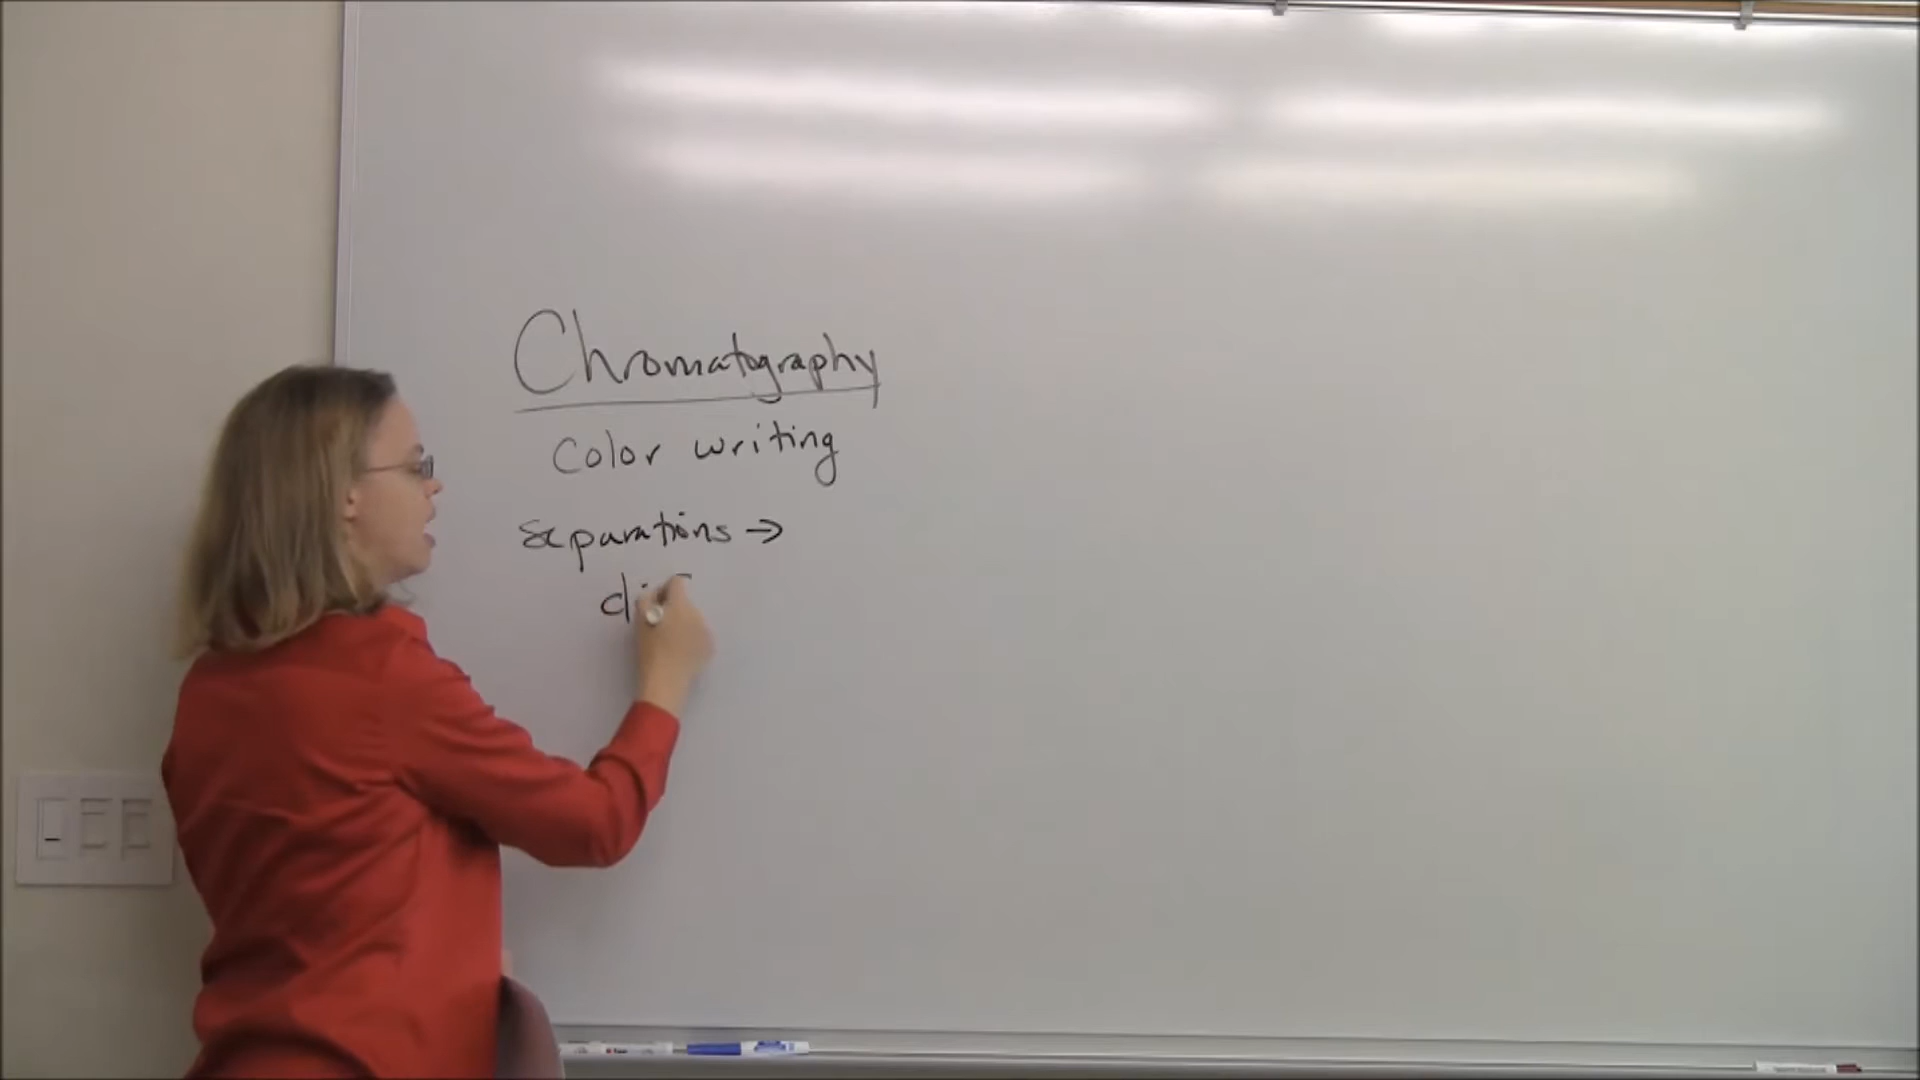 Chromatography
Color writing
separations →